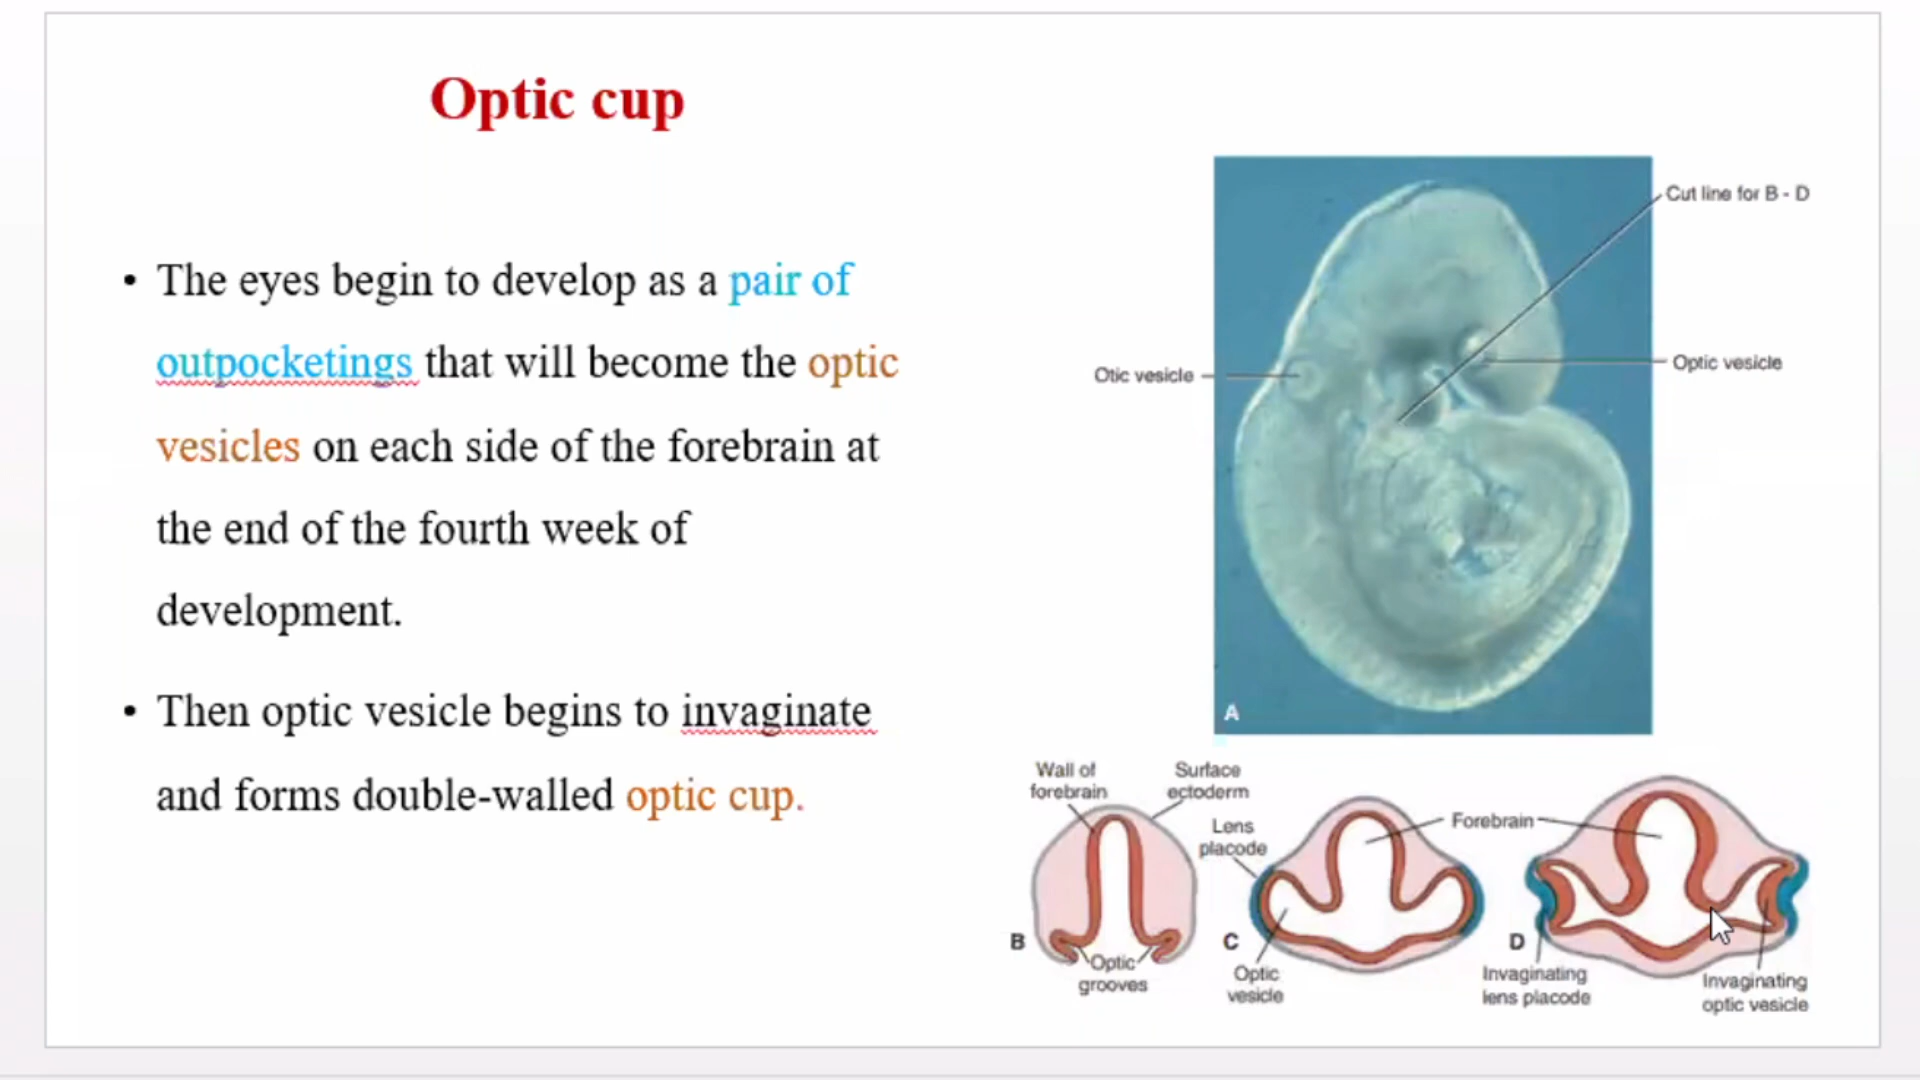 Optic cup
• The eyes begin to develop as a pair of
outpocketings that will become the optic
vesicles on each side of the forebrain at
the end of the fourth week of
development.
• Then optic vesicle begins to invaginate
and forms double-walled optic cup.
Cut line for B - D
Otic vesicle
Optic vesicle
A
Wall of
forebrain
Surface
ectoderm
Lens
placode
Forebrain
B
Optic
grooves
C
Optic
vesicle
D
Invaginating
lens placode
Invaginating
optic vesicle